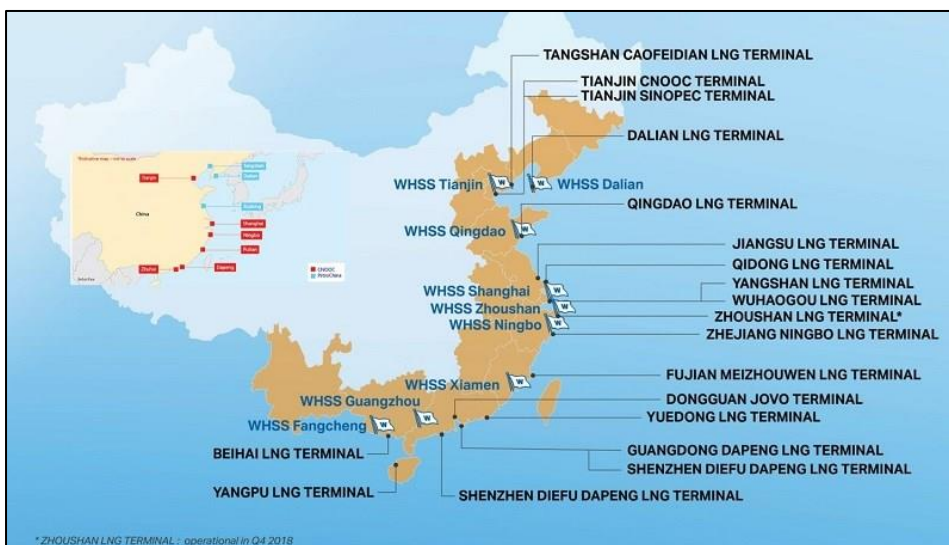 TANGSHAN CAOFEIDIAN LNG TERMINAL
TIANJIN CNOOC TERMINAL
TIANJIN SINOPEC TERMINAL
DALIAN LNG TERMINAL
WHSS Tianjin
W
W
WHSS Dalian
QINGDAO LNG TERMINAL
WHSS Qingdao
W
JIANGSU LNG TERMINAL
QIDONG LNG TERMINAL
YANGSHAN LNG TERMINAL
WHSS Shanghai
W
WUHAOGOU LNG TERMINAL
WHSS Zhoushan
W
ZHOUSHAN LNG TERMINAL*
WHSS Ningbo
W
ZHEJIANG NINGBO LNG TERMINAL
FUJIAN MEIZHOUWEN LNG TERMINAL
WHSS Xiamen
W
DONGGUAN JOVO TERMINAL
WHSS Guangzhou
W
YUEDONG LNG TERMINAL
WHSS Fangcheng
W
BEIHAI LNG TERMINAL
GUANGDONG DAPENG LNG TERMINAL
SHENZHEN DIEFU DAPENG LNG TERMINAL
YANGPU LNG TERMINAL
SHENZHEN DIEFU DAPENG LNG TERMINAL
China
Shanghai
Ningbo
Fujian
Dapeng
Zhuhai
CNOOC
PetroChina
* ZHOUSHAN LNG TERMINAL : operational in Q4 2018